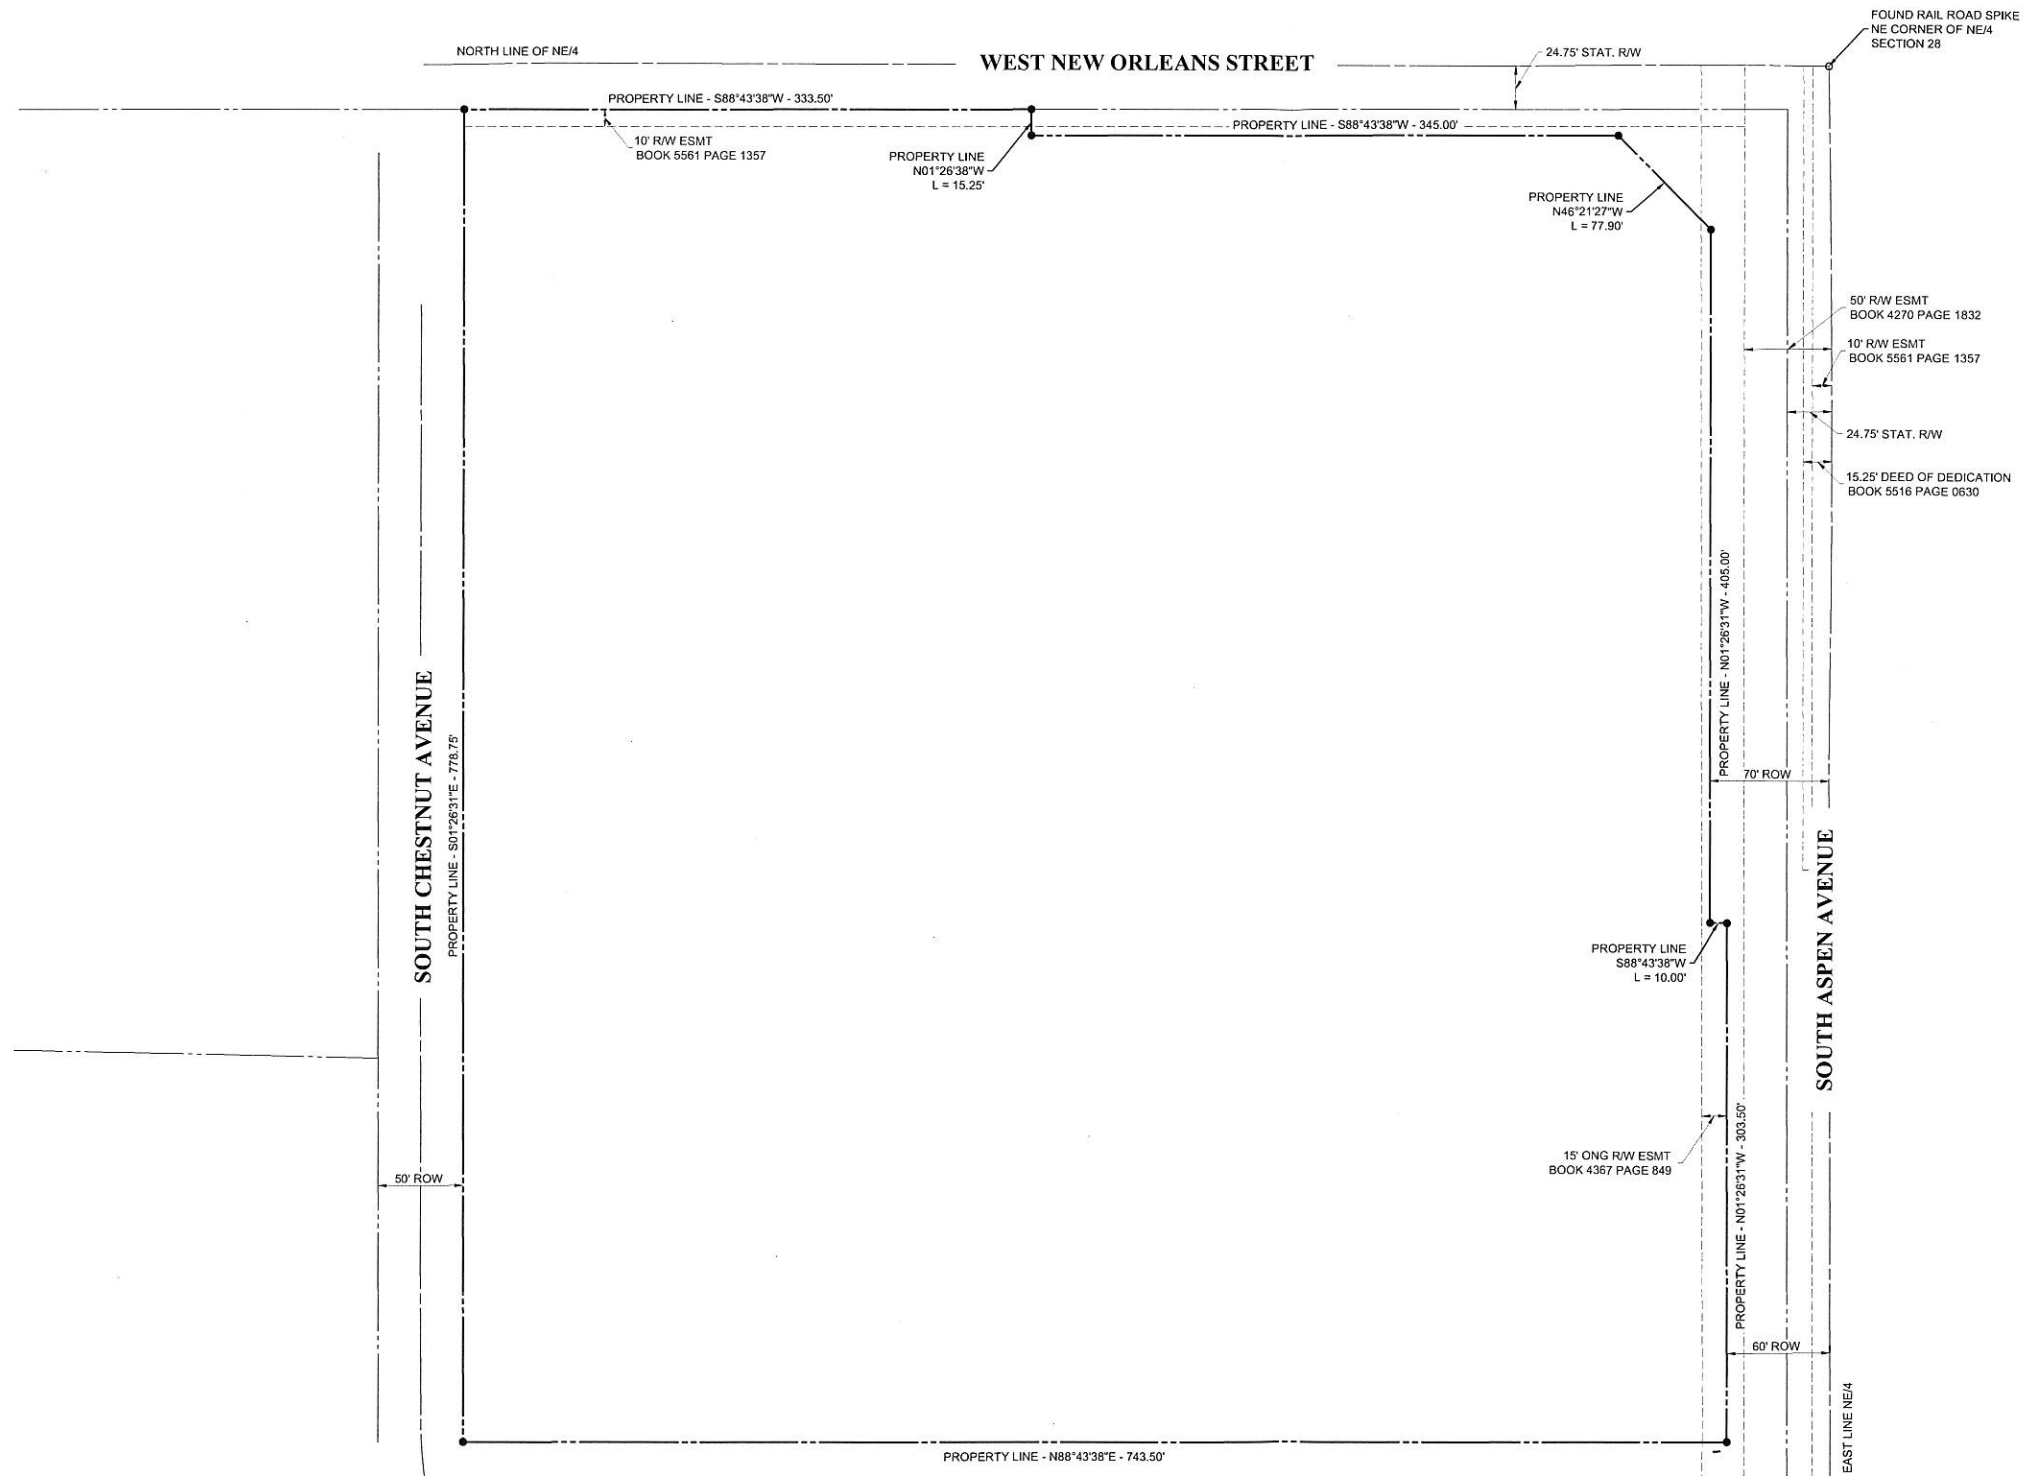 FOUND RAIL ROAD SPIKE
NE CORNER OF NE/4
SECTION 28
NORTH LINE OF NE/4
WEST NEW ORLEANS STREET
24.75' STAT. R/W
PROPERTY LINE - S88°43'38"W - 333.50'
PROPERTY LINE - S88°43'38"W - 345.00'
10' R/W ESMT
BOOK 5561 PAGE 1357
PROPERTY LINE
N01°26'38"W
L = 15.25'
PROPERTY LINE
N46°21'27"W
L = 77.90'
50' R/W ESMT
BOOK 4270 PAGE 1832
10' R/W ESMT
BOOK 5561 PAGE 1357
24.75' STAT. R/W
15.25' DEED OF DEDICATION
BOOK 5516 PAGE 0630
PROPERTY LINE - N01°26'31"W - 405.00'
SOUTH CHESTNUT AVENUE
PROPERTY LINE - S01°26'31"E - 778.75'
70' ROW
SOUTH ASPEN AVENUE
PROPERTY LINE
S88°43'38"W
L = 10.00'
15' ONG R/W ESMT
BOOK 4367 PAGE 849
PROPERTY LINE - N01°26'31"W - 303.50'
50' ROW
60' ROW
EAST LINE NE/4
PROPERTY LINE - N88°43'38"E - 743.50'